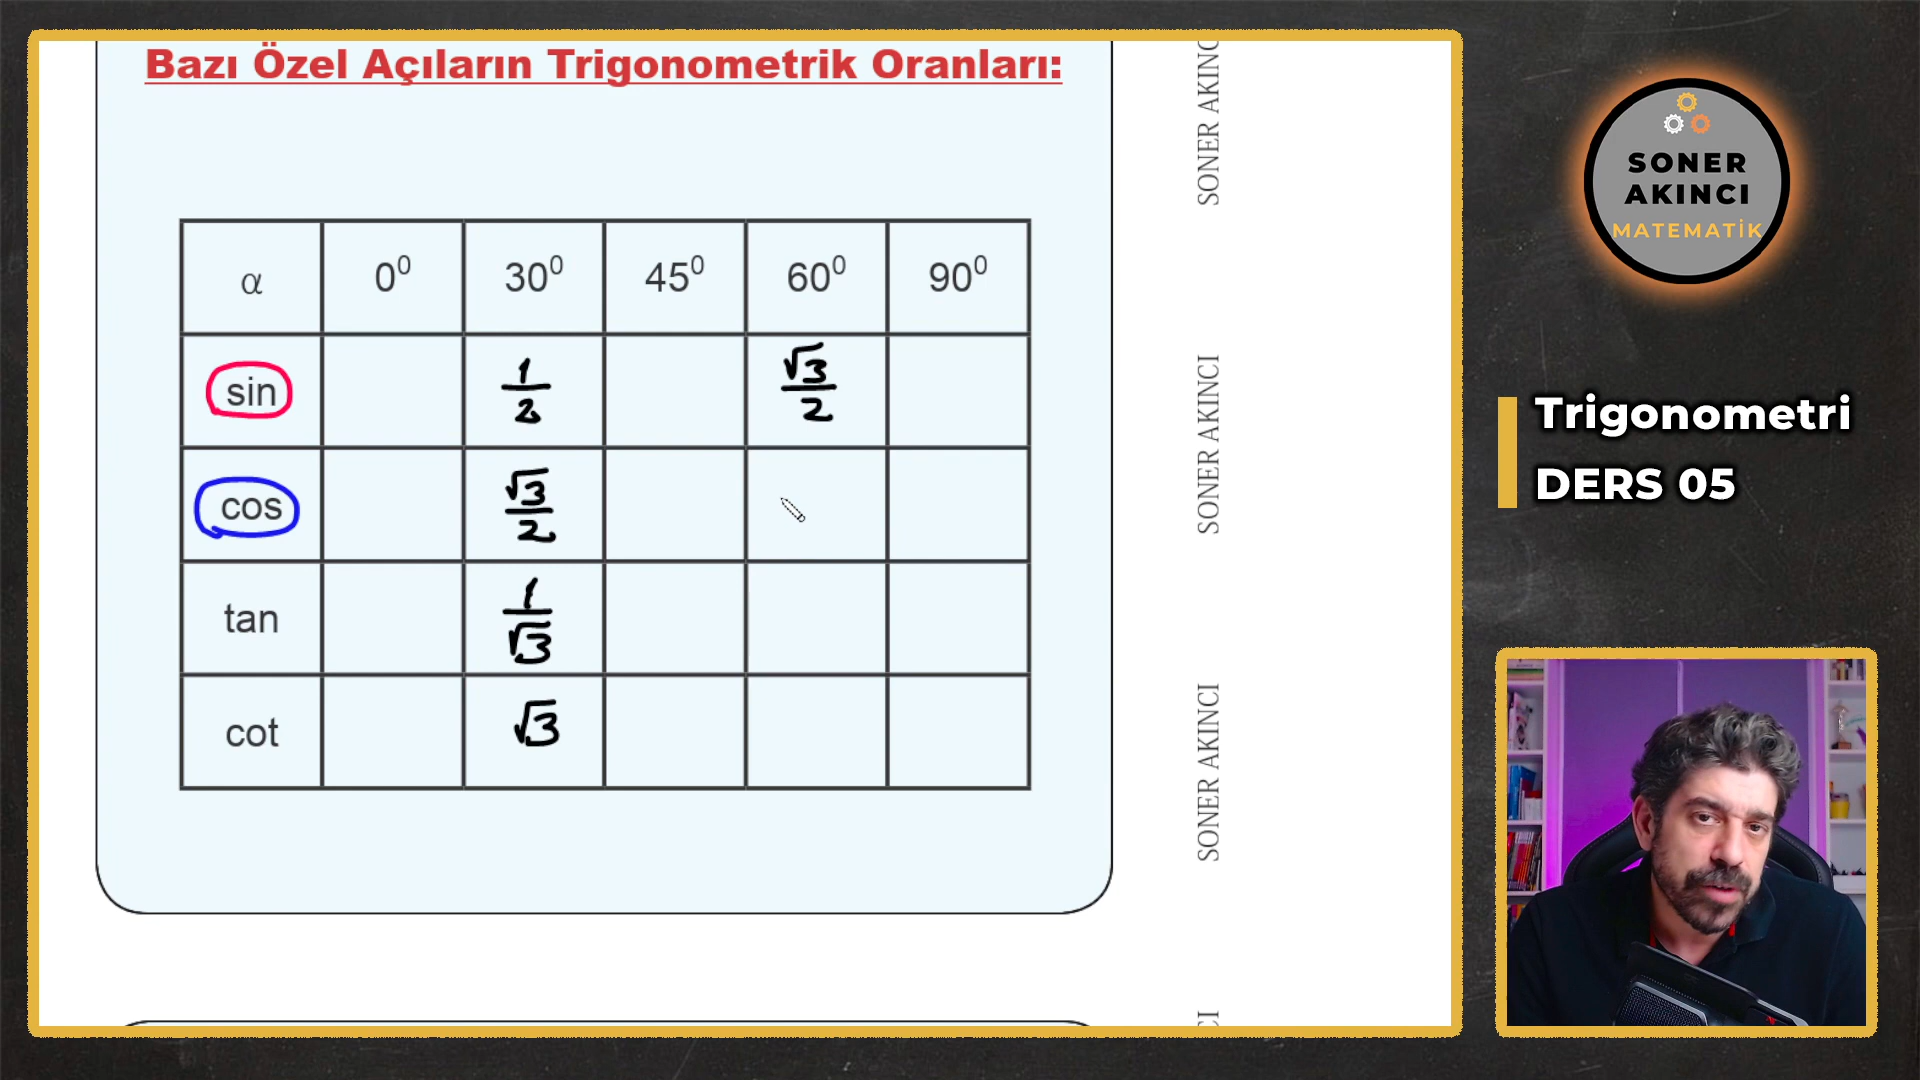 Bazı Özel Açıların Trigonometrik Oranları:
α 0⁰ 30⁰ 45⁰ 60⁰ 90⁰
sin 1/2 √3/2
cos √3/2
tan 1/√3
cot √3
SONER AKINCI
SONER AKINCI
SONER AKINCI
CI
SONER
AKINCI
MATEMATİK
Trigonometri
DERS 05